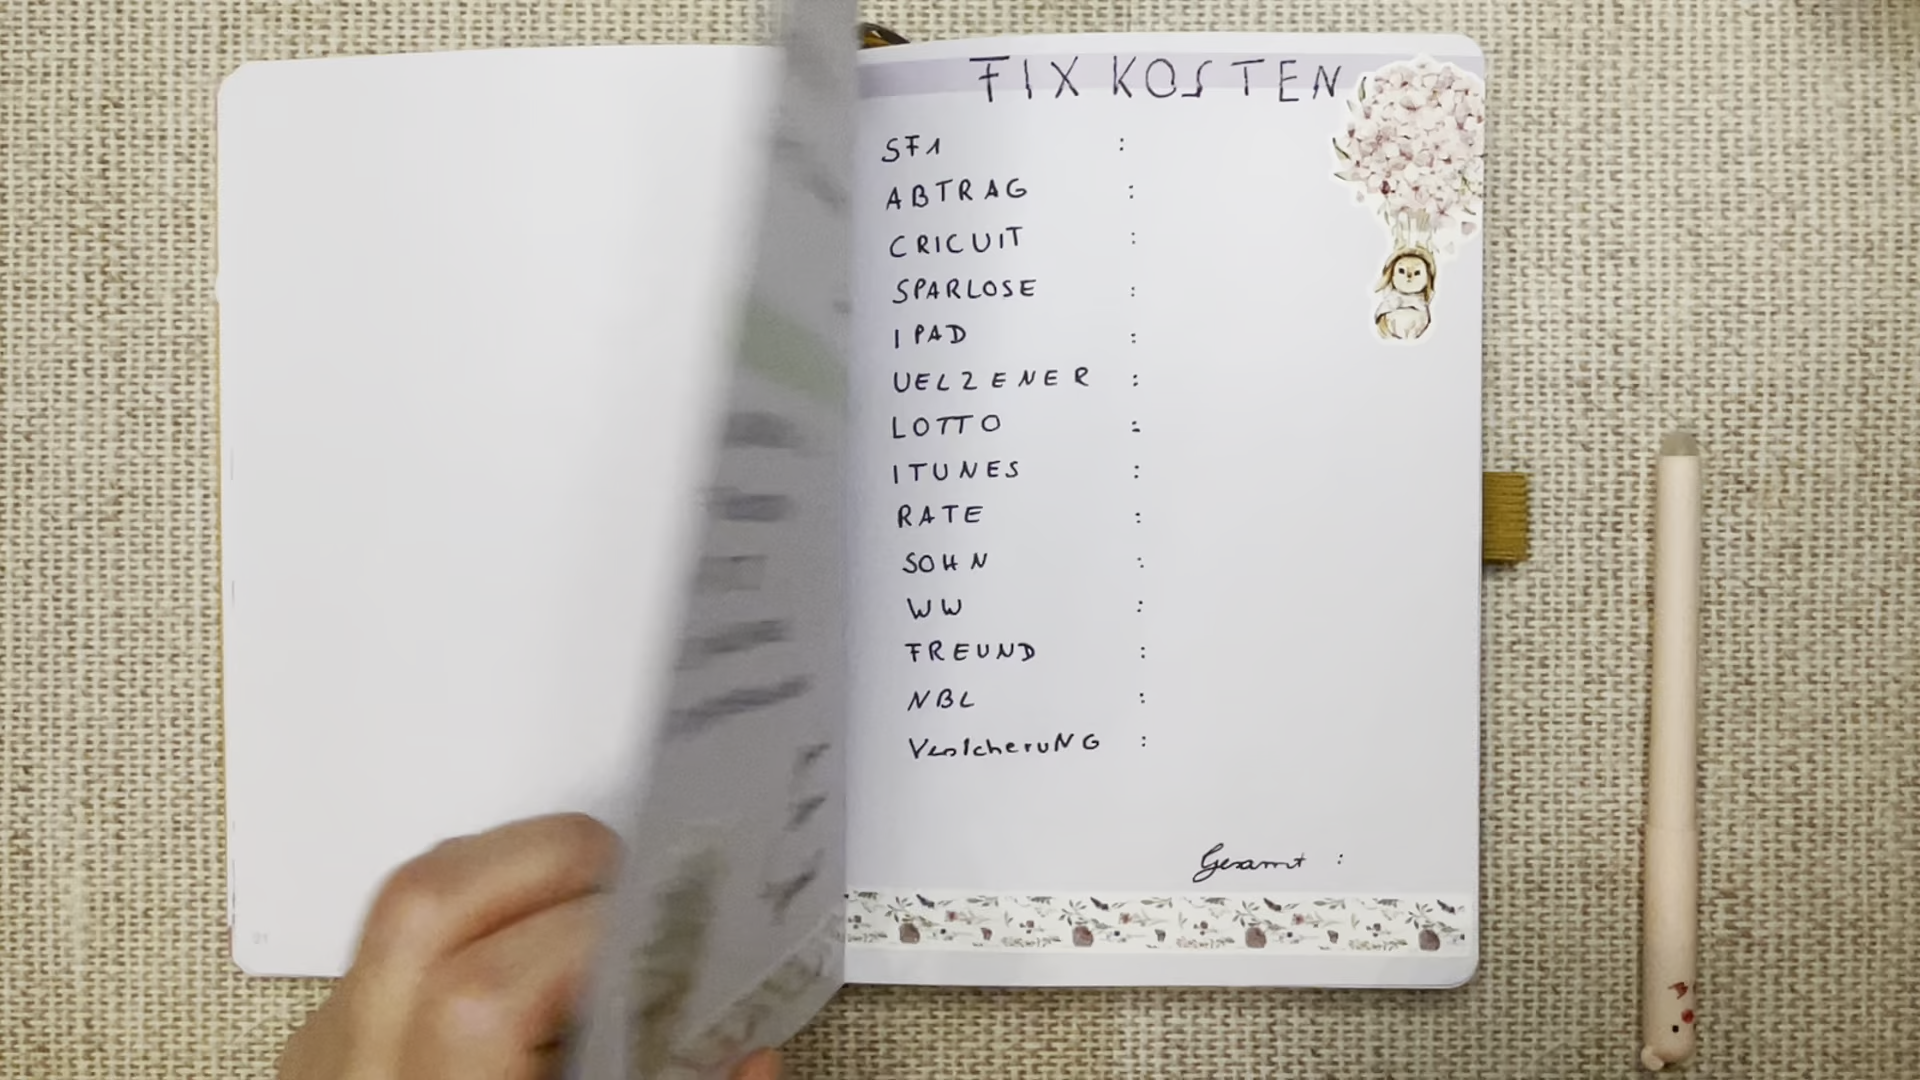 FIX KOSTEN
SF1 :
ABTRAG :
CRICUIT :
SPARLOSE :
IPAD :
UELZENER :
LOTTO :
ITUNES :
RATE :
SOHN :
WW :
FREUND :
NBL :
VersIcheruNG :
Gesamt :